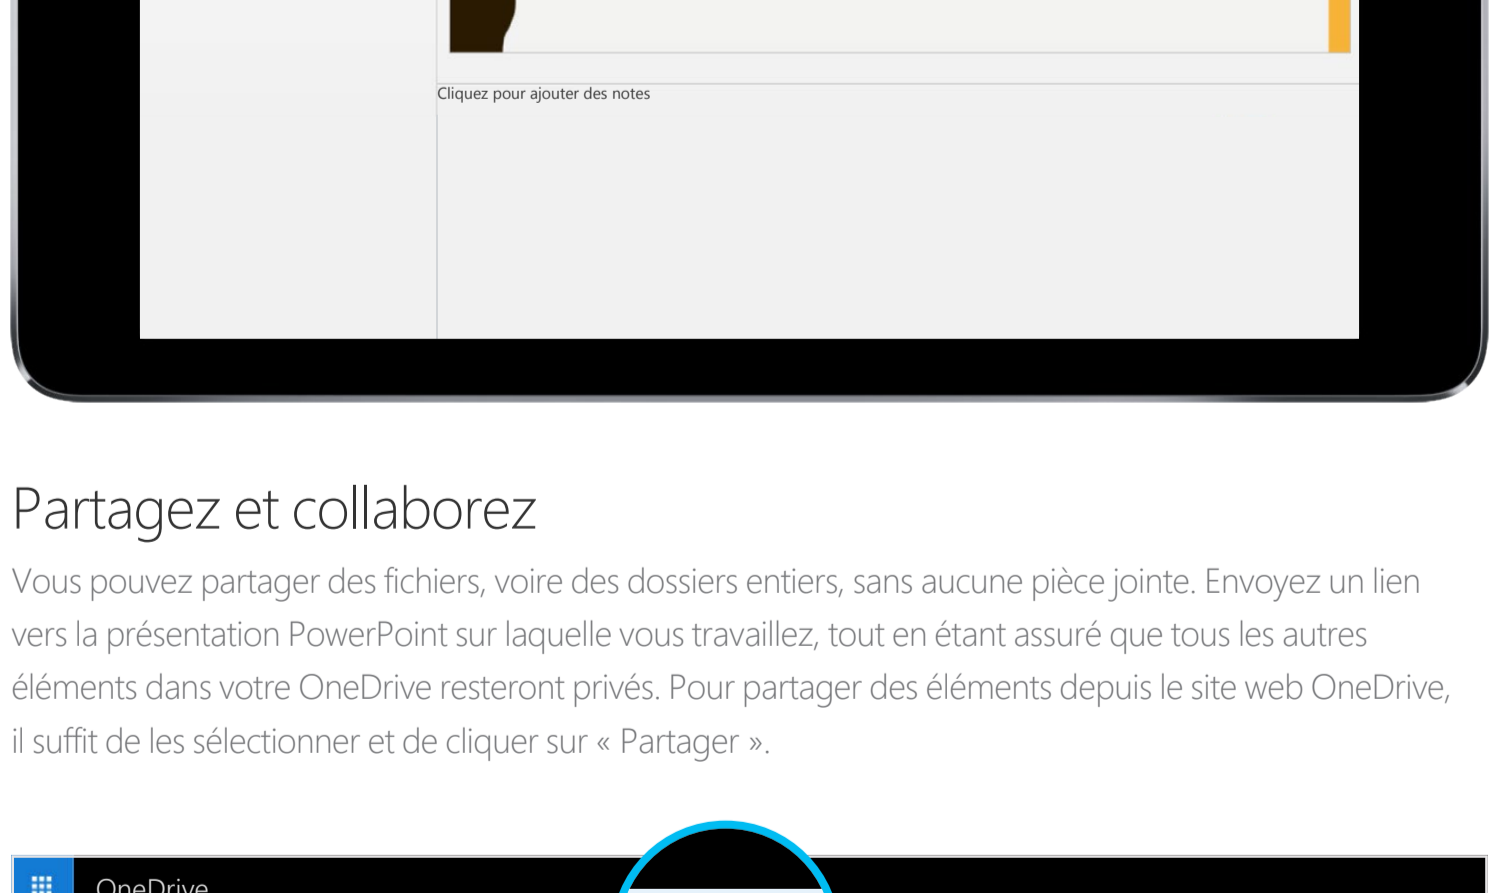 Cliquez pour ajouter des notes
Partagez et collaborez
Vous pouvez partager des fichiers, voire des dossiers entiers, sans aucune pièce jointe. Envoyez un lien
vers la présentation PowerPoint sur laquelle vous travaillez, tout en étant assuré que tous les autres
éléments dans votre OneDrive resteront privés. Pour partager des éléments depuis le site web OneDrive,
il suffit de les sélectionner et de cliquer sur « Partager ».
OneDrive